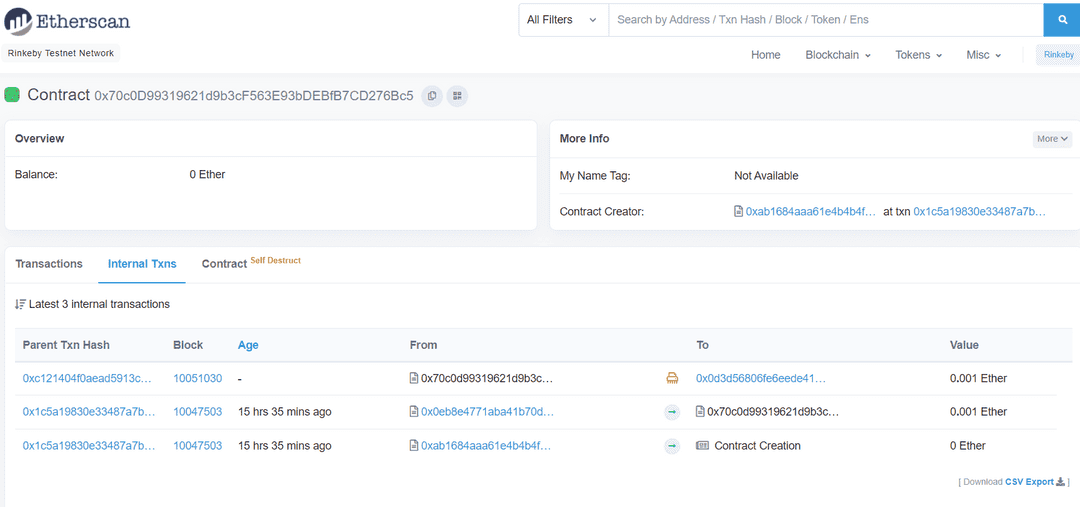 Etherscan
All Filters Search by Address / Txn Hash / Block / Token / Ens
Rinkeby Testnet Network
Home Blockchain Tokens Misc Rinkeby
Contract 0x70c0D99319621d9b3cF563E93bDEBfB7CD276Bc5
Overview
Balance: 0 Ether
More Info More
My Name Tag: Not Available
Contract Creator: 0xab1684aaa61e4b4b4f... at txn 0x1c5a19830e33487a7b...
Transactions Internal Txns Contract Self Destruct
Latest 3 internal transactions
Parent Txn Hash Block Age From To Value
0xc121404f0aead5913c... 10051030 - 0x70c0d99319621d9b3c... 0x0d3d56806fe6eede41... 0.001 Ether
0x1c5a19830e33487a7b... 10047503 15 hrs 35 mins ago 0x0eb8e4771aba41b70d... 0x70c0d99319621d9b3c... 0.001 Ether
0x1c5a19830e33487a7b... 10047503 15 hrs 35 mins ago 0xab1684aaa61e4b4b4f... Contract Creation 0 Ether
[ Download CSV Export ]